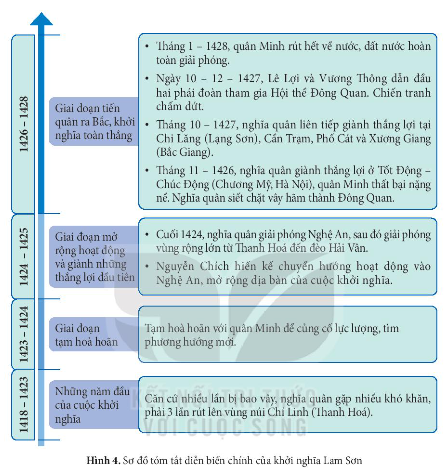 1426 – 1428
Giai đoạn tiến
quân ra Bắc, khởi
nghĩa toàn thắng
• Tháng 1 – 1428, quân Minh rút hết về nước, đất nước hoàn
toàn giải phóng.
• Ngày 10 – 12 – 1427, Lê Lợi và Vương Thông dẫn đầu
hai phái đoàn tham gia Hội thề Đông Quan. Chiến tranh
chấm dứt.
• Tháng 10 – 1427, nghĩa quân liên tiếp giành thắng lợi tại
Chi Lăng (Lạng Sơn), Cần Trạm, Phố Cát và Xương Giang
(Bắc Giang).
• Tháng 11 – 1426, nghĩa quân giành thắng lợi ở Tốt Động –
Chúc Động (Chương Mỹ, Hà Nội), quân Minh thất bại nặng
nề. Nghĩa quân siết chặt vây hãm thành Đông Quan.
1424 – 1425
Giai đoạn mở
rộng hoạt động
và giành những
thắng lợi đầu tiên
• Cuối 1424, nghĩa quân giải phóng Nghệ An, sau đó giải phóng
vùng rộng lớn từ Thanh Hoá đến đèo Hải Vân.
• Nguyễn Chích hiến kế chuyển hướng hoạt động vào
Nghệ An, mở rộng địa bàn của cuộc khởi nghĩa.
1423 – 1424
Giai đoạn
tạm hoà hoãn
Tạm hoà hoãn với quân Minh để củng cố lực lượng, tìm
phương hướng mới.
1418 – 1423
Những năm đầu
của cuộc khởi
nghĩa
Căn cứ nhiều lần bị bao vây, nghĩa quân gặp nhiều khó khăn,
phải 3 lần rút lên vùng núi Chí Linh (Thanh Hoá).
KẾT NỐI TRI THỨC
VỚI CUỘC SỐNG
Hình 4. Sơ đồ tóm tắt diễn biến chính của khởi nghĩa Lam Sơn